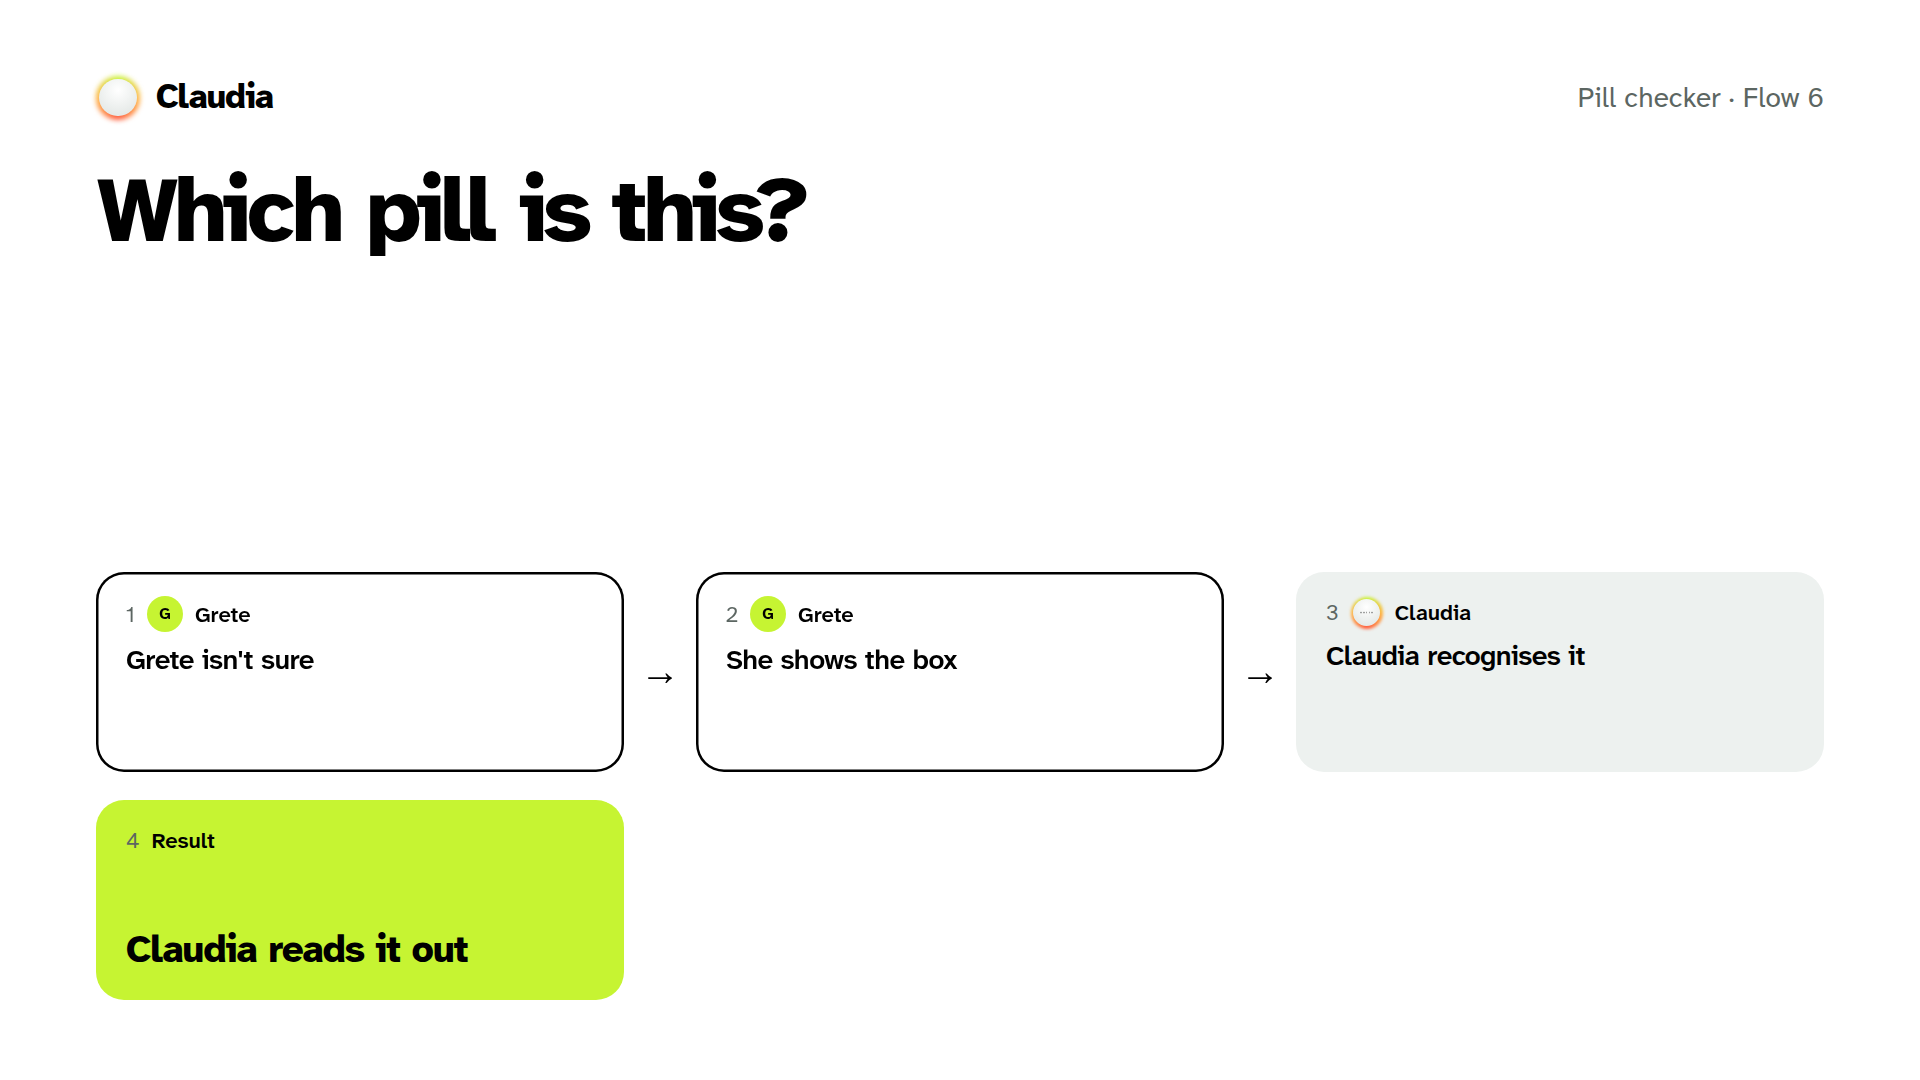 Claudia
Pill checker · Flow 6
Which pill is this?
1 G Grete
Grete isn't sure
→
2 G Grete
She shows the box
→
3 Claudia
Claudia recognises it
4 Result
Claudia reads it out